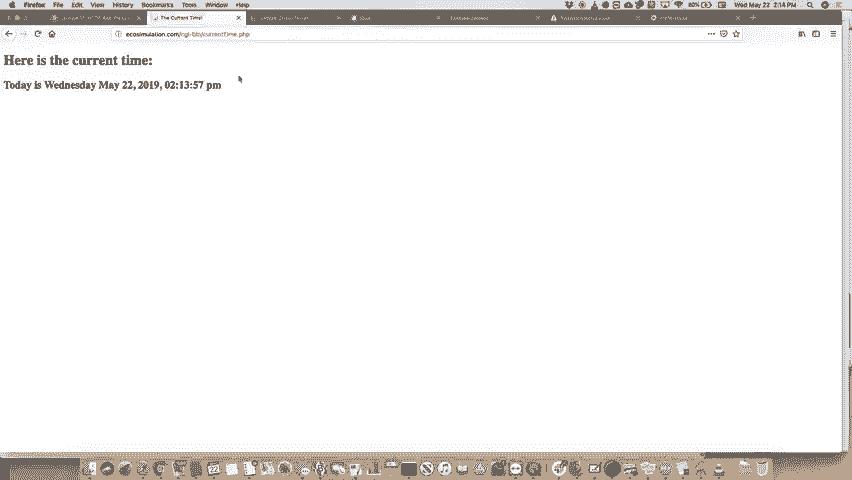 Firefox File Edit View History Bookmarks Tools Window Help
80% Wed May 22 2:14 PM
The Current Time!
ecosimulation.com/cgi-bb/currenttime.php
Here is the current time:
Today is Wednesday May 22, 2019, 02:13:57 pm
22